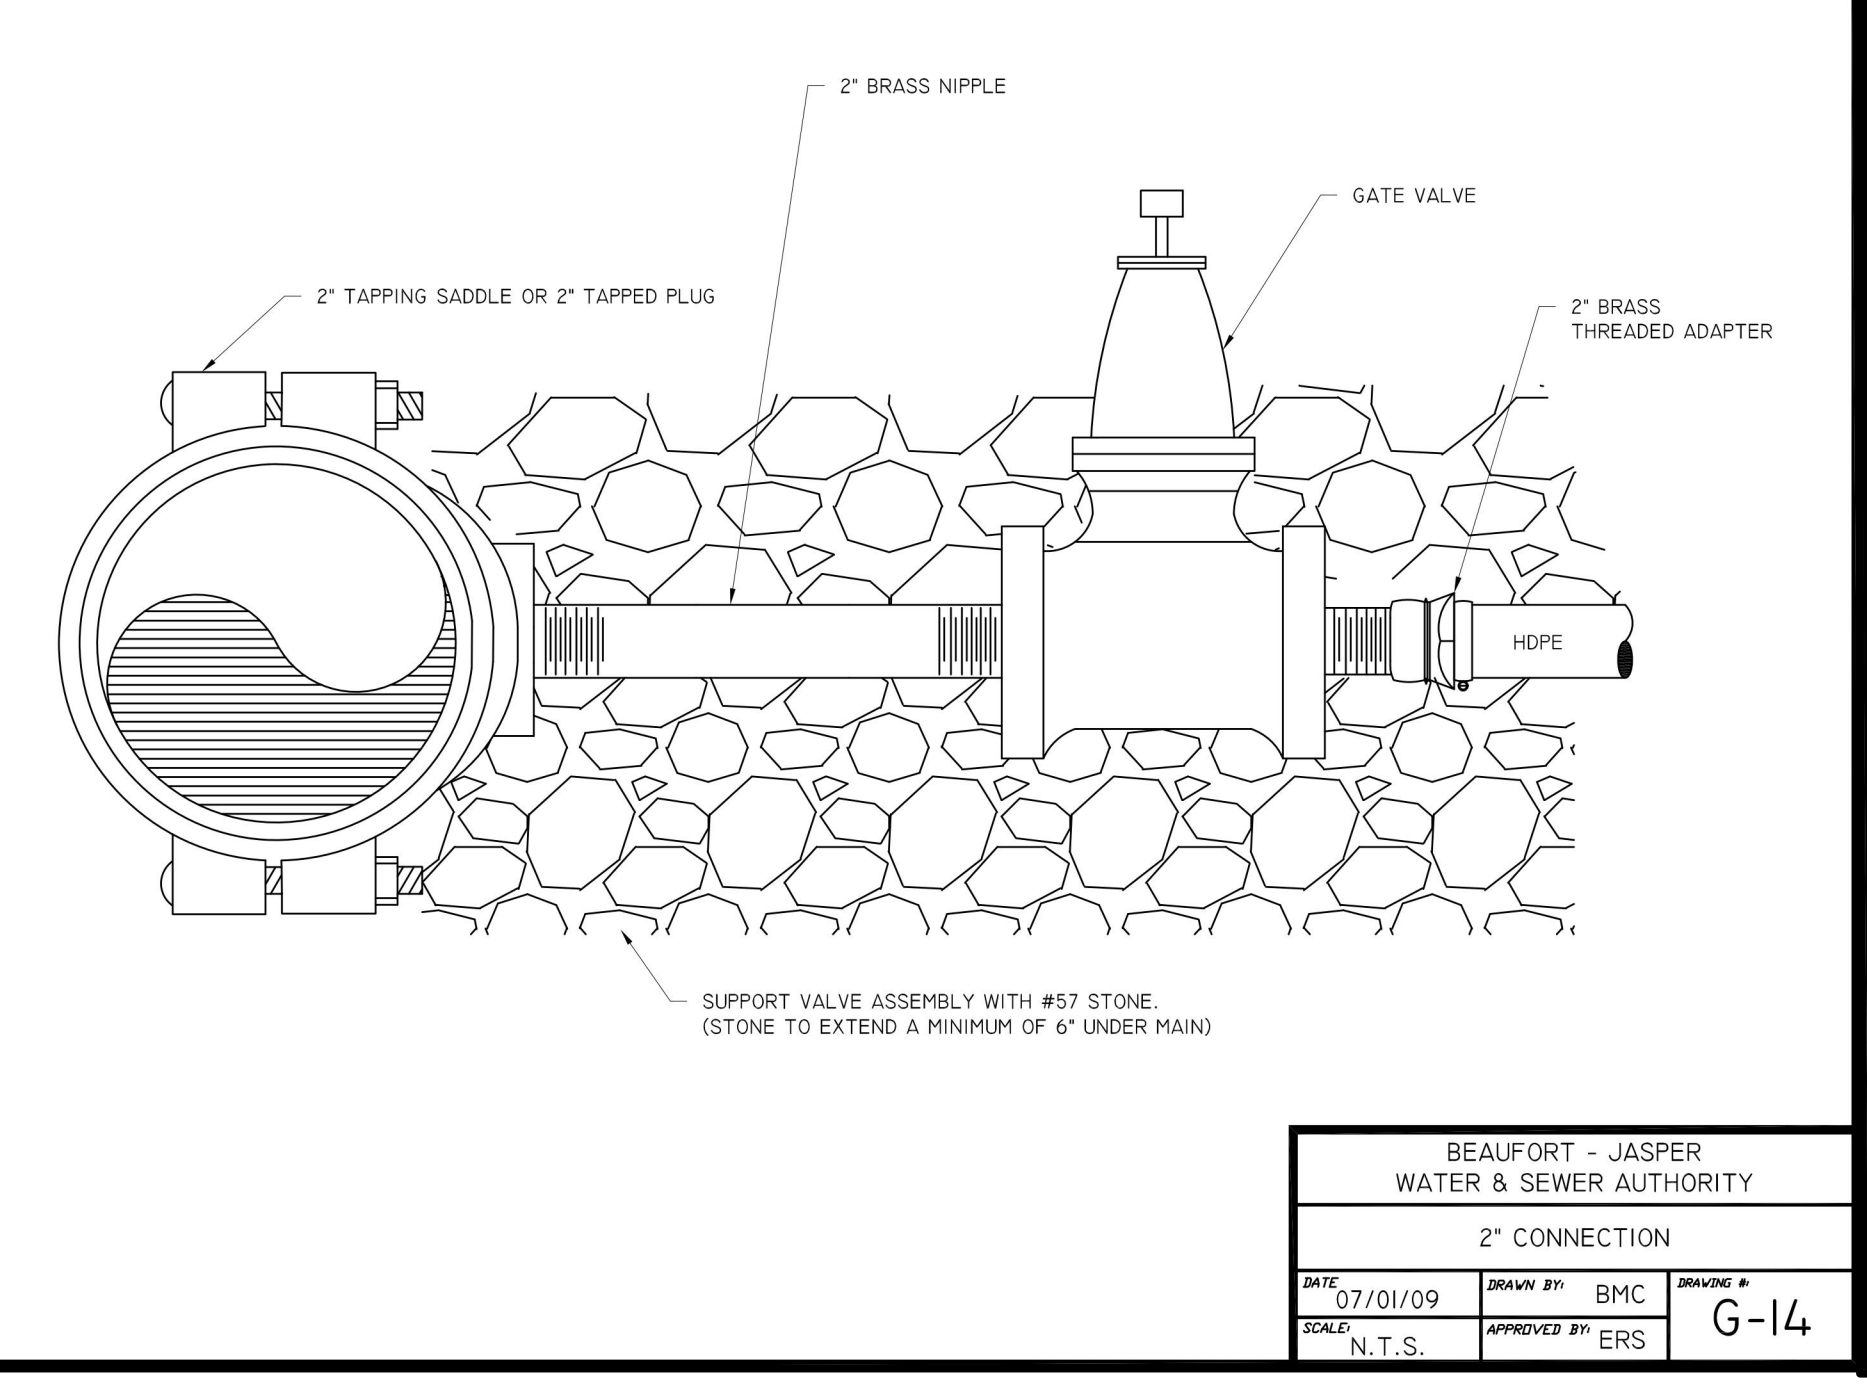 2" BRASS NIPPLE
GATE VALVE
2" TAPPING SADDLE OR 2" TAPPED PLUG
2" BRASS
THREADED ADAPTER
HDPE
SUPPORT VALVE ASSEMBLY WITH #57 STONE.
(STONE TO EXTEND A MINIMUM OF 6" UNDER MAIN)
BEAUFORT - JASPER
WATER & SEWER AUTHORITY
2" CONNECTION
DATE 07/01/09
DRAWN BY: BMC
DRAWING #:
G-14
SCALE: N.T.S.
APPROVED BY: ERS